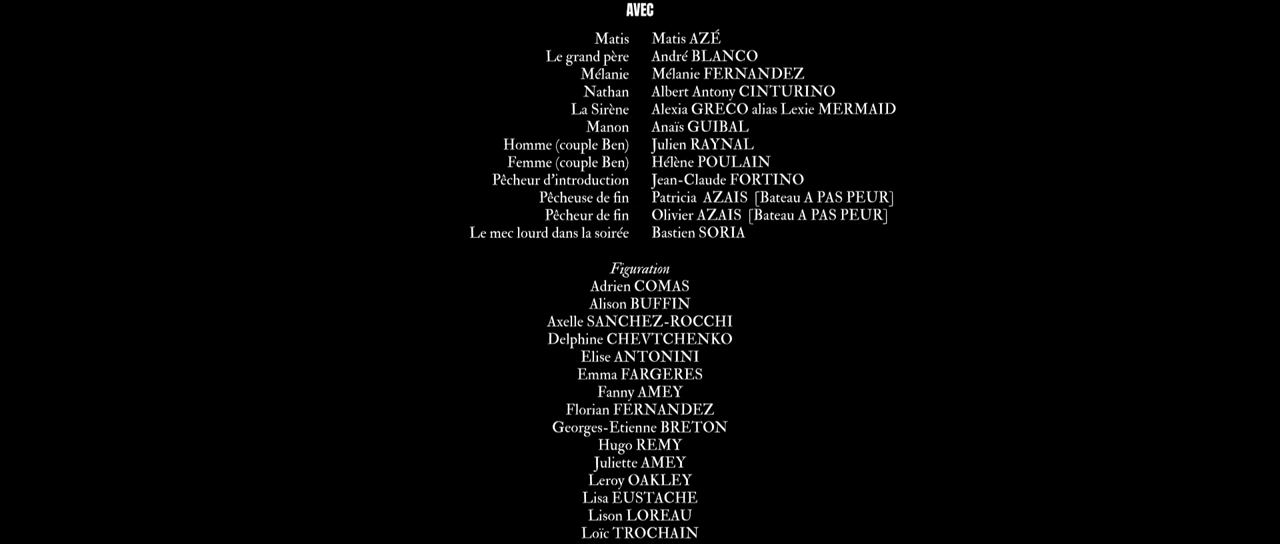 AVEC
Matis Matis AZÉ
Le grand père André BLANCO
Mélanie Mélanie FERNANDEZ
Nathan Albert Antony CINTURINO
La Sirène Alexia GRECO alias Lexie MERMAID
Manon Anaïs GUIBAL
Homme (couple Ben) Julien RAYNAL
Femme (couple Ben) Hélène POULAIN
Pêcheur d'introduction Jean-Claude FORTINO
Pêcheuse de fin Patricia AZAIS [Bateau A PAS PEUR]
Pêcheur de fin Olivier AZAIS [Bateau A PAS PEUR]
Le mec lourd dans la soirée Bastien SORIA
Figuration
Adrien COMAS
Alison BUFFIN
Axelle SANCHEZ-ROCCHI
Delphine CHEVTCHENKO
Elise ANTONINI
Emma FARGERES
Fanny AMEY
Florian FERNANDEZ
Georges-Etienne BRETON
Hugo REMY
Juliette AMEY
Leroy OAKLEY
Lisa EUSTACHE
Lison LOREAU
Loïc TROCHAIN